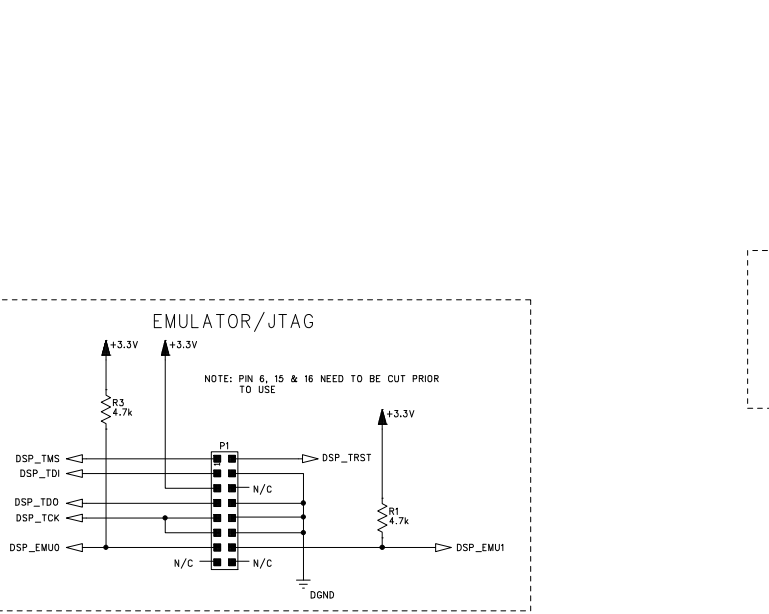 EMULATOR/JTAG
+3.3V
+3.3V
NOTE: PIN 6, 15 & 16 NEED TO BE CUT PRIOR
TO USE
R3
4.7k
+3.3V
P1
DSP_TMS
DSP_TRST
DSP_TDI
N/C
DSP_TDO
R1
4.7k
DSP_TCK
DSP_EMU0
DSP_EMU1
N/C
N/C
DGND